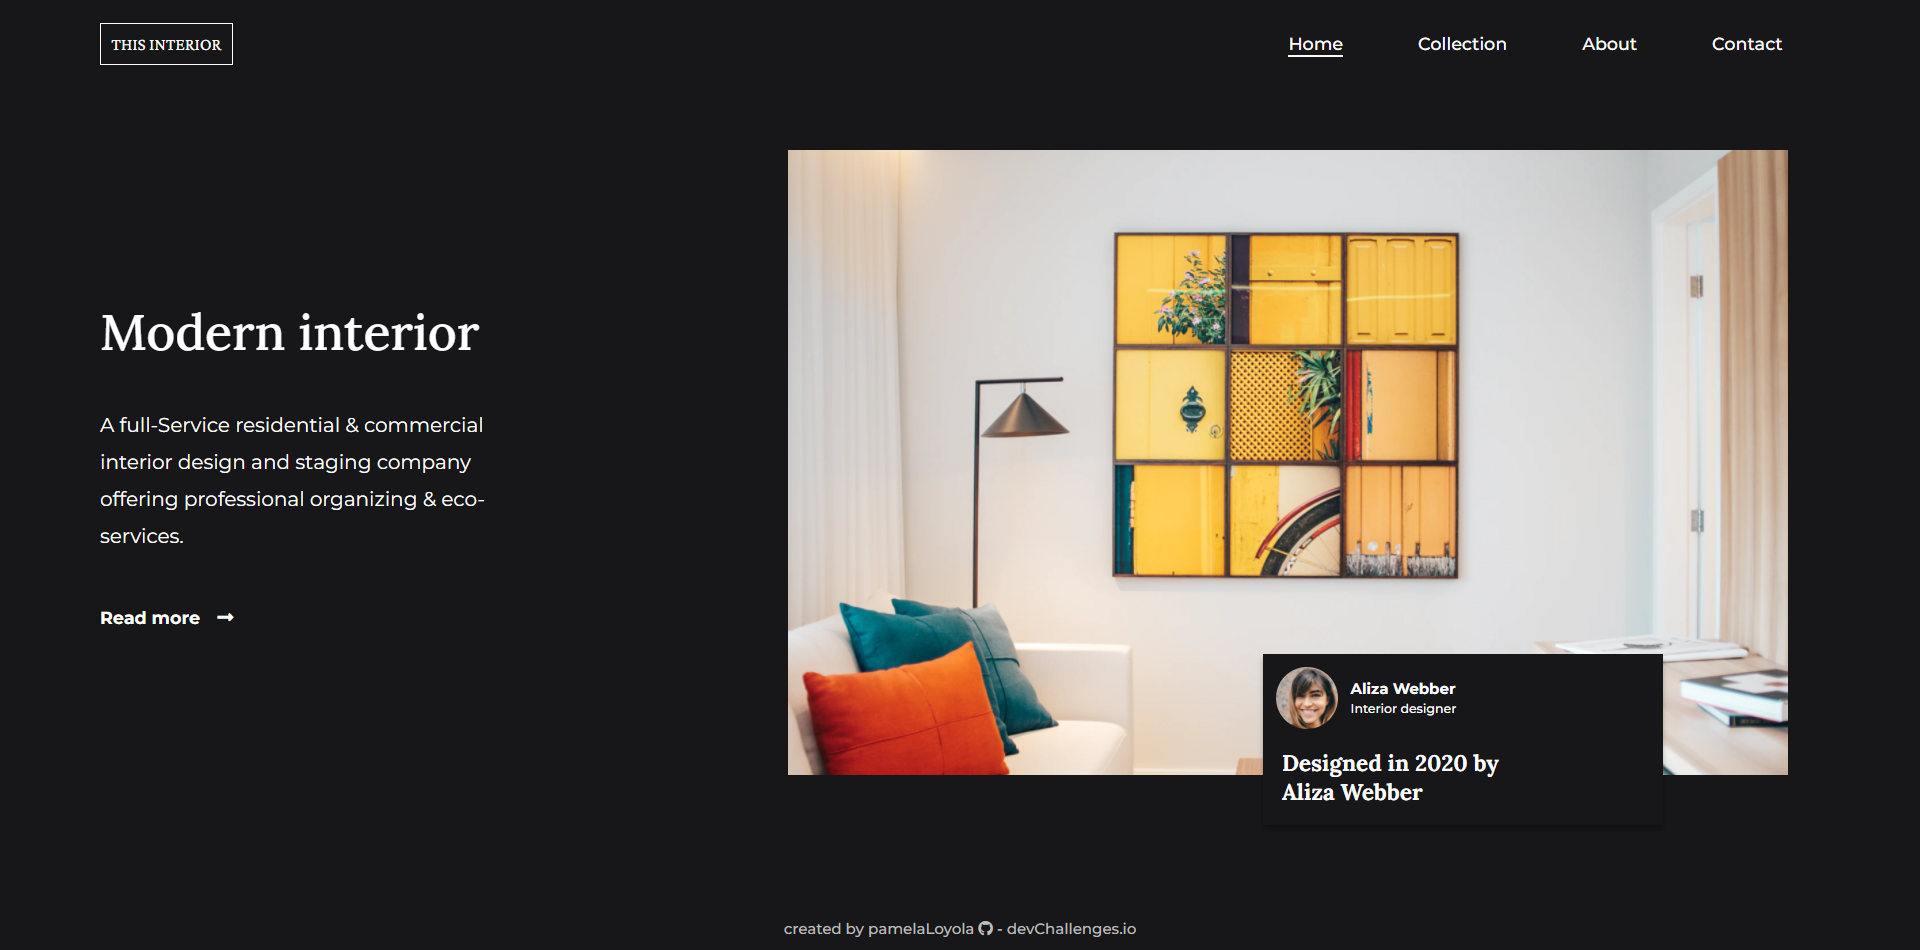 THIS INTERIOR
Home Collection About Contact
Modern interior
A full-Service residential & commercial
interior design and staging company
offering professional organizing & eco-
services.
Read more
Aliza Webber
Interior designer
Designed in 2020 by
Aliza Webber
created by pamelaLoyola - devChallenges.io